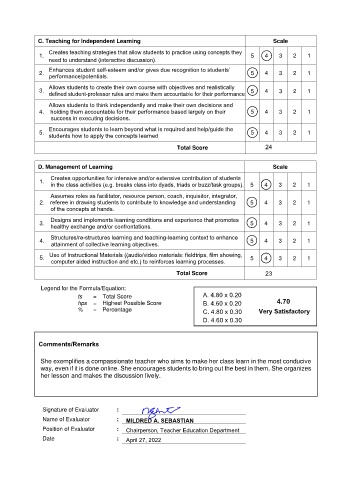 C. Teaching for Independent Learning Scale
1. Creates teaching strategies that allow students to practice using concepts they need to understand (interactive discussion). 5 4 3 2 1
2. Enhances student self-esteem and/or gives due recognition to students' performance/potentials. 5 4 3 2 1
3. Allows students to create their own course with objectives and realistically defined student-professor rules and make them accountable for their performance 5 4 3 2 1
4. Allows students to think independently and make their own decisions and holding them accountable for their performance based largely on their success in executing decisions. 5 4 3 2 1
5. Encourages students to learn beyond what is required and help/guide the students how to apply the concepts learned 5 4 3 2 1
Total Score 24
D. Management of Learning Scale
1. Creates opportunities for intensive and/or extensive contribution of students in the class activities (e.g. breaks class into dyads, triads or buzz/task groups). 5 4 3 2 1
2. Assumes roles as facilitator, resource person, coach, inquisitor, integrator, referee in drawing students to contribute to knowledge and understanding of the concepts at hands. 5 4 3 2 1
3. Designs and implements learning conditions and experience that promotes healthy exchange and/or confrontations. 5 4 3 2 1
4. Structures/re-structures learning and teaching-learning context to enhance attainment of collective learning objectives. 5 4 3 2 1
5. Use of Instructional Materials ((audio/video materials: fieldtrips, film showing, computer aided instruction and etc.) to reinforces learning processes. 5 4 3 2 1
Total Score 23
Legend for the Formula/Equation:
ts = Total Score
hps = Highest Possible Score
% = Percentage
A. 4.80 x 0.20
B. 4.60 x 0.20
C. 4.80 x 0.30
D. 4.60 x 0.30
4.70
Very Satisfactory
Comments/Remarks
She exemplifies a compassionate teacher who aims to make her class learn in the most conducive
way, even if it is done online. She encourages students to bring out the best in them. She organizes
her lesson and makes the discussion lively.
Signature of Evaluator :
Name of Evaluator : MILDRED A. SEBASTIAN
Position of Evaluator : Chairperson, Teacher Education Department
Date : April 27, 2022